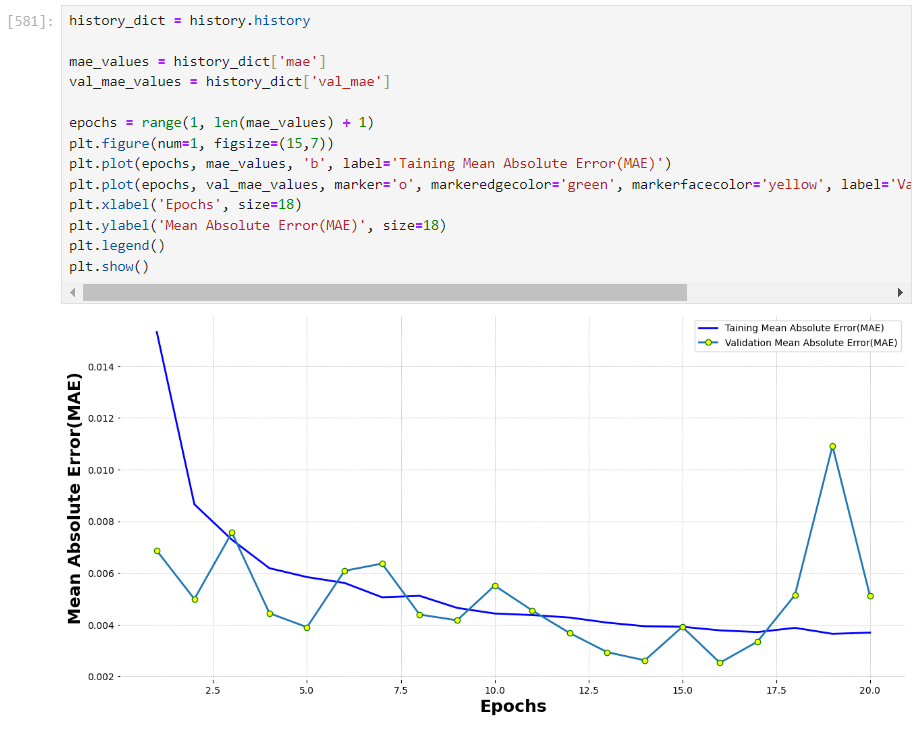 [581]:
history_dict = history.history
mae_values = history_dict['mae']
val_mae_values = history_dict['val_mae']
epochs = range(1, len(mae_values) + 1)
plt.figure(num=1, figsize=(15,7))
plt.plot(epochs, mae_values, 'b', label='Taining Mean Absolute Error(MAE)')
plt.plot(epochs, val_mae_values, marker='o', markeredgecolor='green', markerfacecolor='yellow', label='Va
plt.xlabel('Epochs', size=18)
plt.ylabel('Mean Absolute Error(MAE)', size=18)
plt.legend()
plt.show()
Taining Mean Absolute Error(MAE)
Validation Mean Absolute Error(MAE)
Mean Absolute Error(MAE)
0.014
0.012
0.010
0.008
0.006
0.004
0.002
2.5 5.0 7.5 10.0 12.5 15.0 17.5 20.0
Epochs